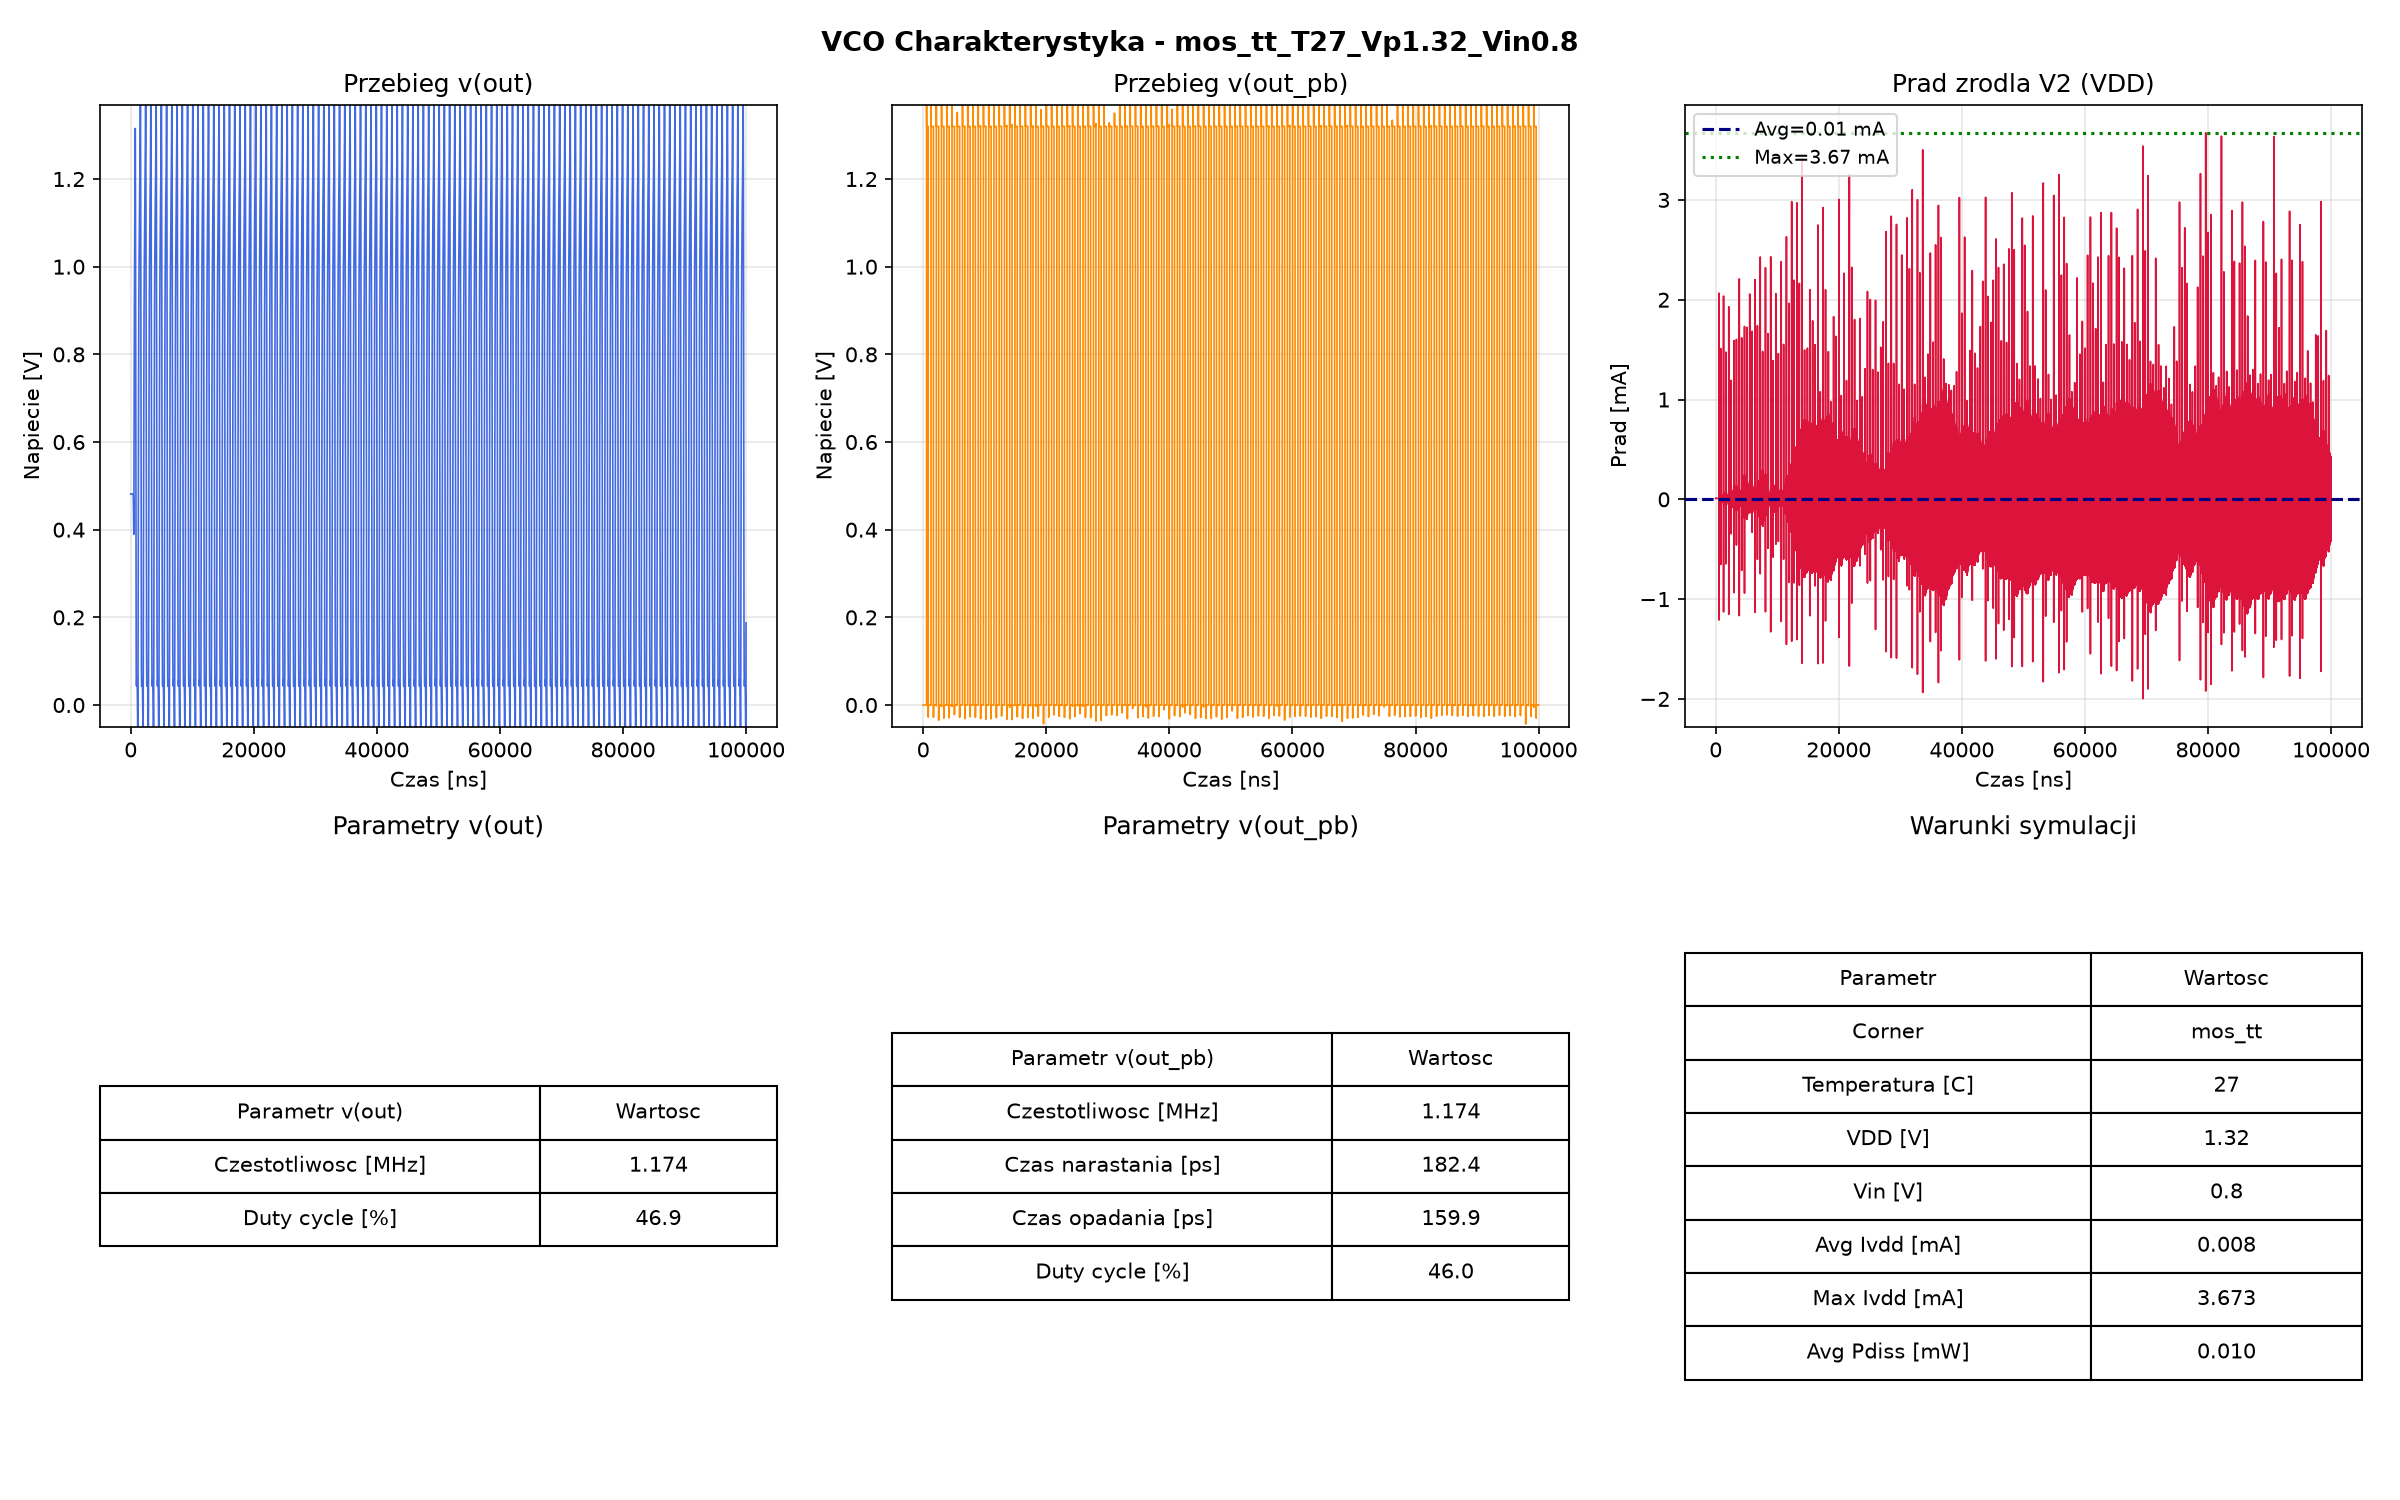 VCO Charakterystyka - mos_tt_T27_Vp1.32_Vin0.8
Przebieg v(out)
Napiecie [V]
1.2
1.0
0.8
0.6
0.4
0.2
0.0
0 20000 40000 60000 80000 100000
Czas [ns]
Przebieg v(out_pb)
Napiecie [V]
1.2
1.0
0.8
0.6
0.4
0.2
0.0
0 20000 40000 60000 80000 100000
Czas [ns]
Prad zrodla V2 (VDD)
Avg=0.01 mA
Max=3.67 mA
Prad [mA]
3
2
1
0
−1
−2
0 20000 40000 60000 80000 100000
Czas [ns]
Parametry v(out)
Parametr v(out) Wartosc
Czestotliwosc [MHz] 1.174
Duty cycle [%] 46.9
Parametry v(out_pb)
Parametr v(out_pb) Wartosc
Czestotliwosc [MHz] 1.174
Czas narastania [ps] 182.4
Czas opadania [ps] 159.9
Duty cycle [%] 46.0
Warunki symulacji
Parametr Wartosc
Corner mos_tt
Temperatura [C] 27
VDD [V] 1.32
Vin [V] 0.8
Avg Ivdd [mA] 0.008
Max Ivdd [mA] 3.673
Avg Pdiss [mW] 0.010